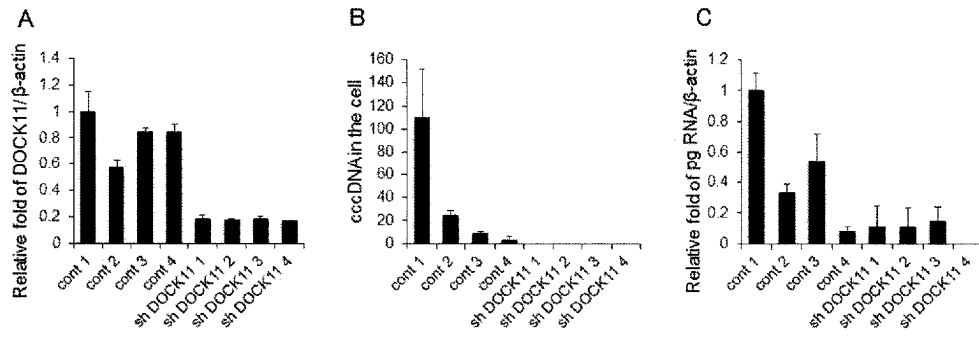 A
Relative fold of DOCK11/β-actin
1.4
1.2
1
0.8
0.6
0.4
0.2
0
cont 1
cont 2
cont 3
cont 4
sh DOCK11 1
sh DOCK11 2
sh DOCK11 3
sh DOCK11 4
B
cccDNA in the cell
160
140
120
100
80
60
40
20
0
cont 1
cont 2
cont 3
cont 4
sh DOCK11 1
sh DOCK11 2
sh DOCK11 3
sh DOCK11 4
C
Relative fold of pg RNA/β-actin
1.2
1
0.8
0.6
0.4
0.2
0
cont 1
cont 2
cont 3
cont 4
sh DOCK11 1
sh DOCK11 2
sh DOCK11 3
sh DOCK11 4